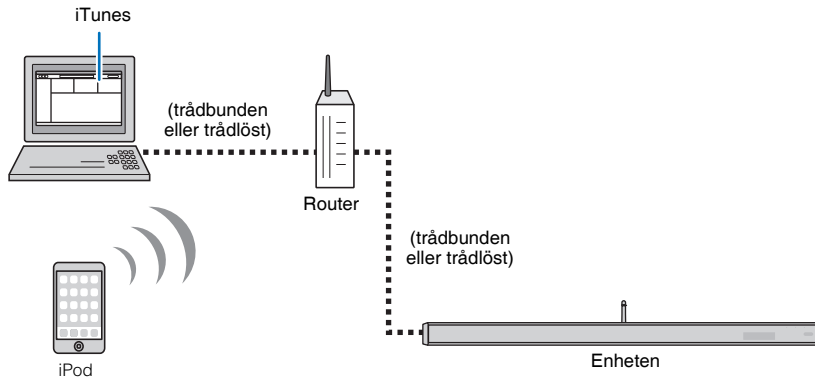 iTunes
(trådbunden
eller trådlöst)
Router
(trådbunden
eller trådlöst)
iPod
Enheten